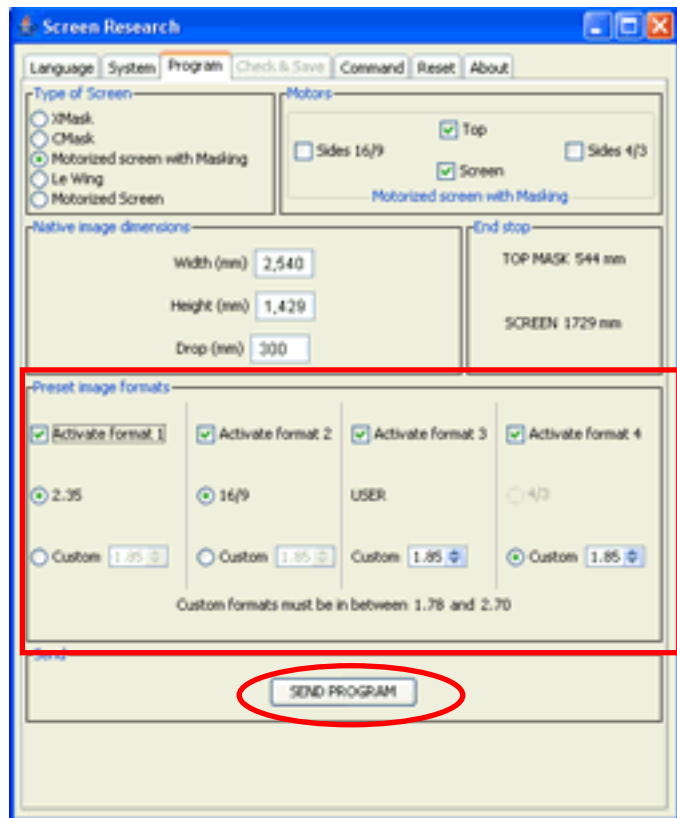 Screen Research
Language System Program Check & Save Command Reset About
Type of Screen
XMask
CMask
Motorized screen with Masking
Le Wing
Motorized Screen
Motors
Top
Sides 16/9
Sides 4/3
Screen
Motorized screen with Masking
Native image dimensions
Width (mm) 2,540
Height (mm) 1,429
Drop (mm) 300
End stop
TOP MASK 544 mm
SCREEN 1729 mm
Preset image formats
Activate format 1 Activate format 2 Activate format 3 Activate format 4
2.35 16/9 USER 4/3
Custom 1.85 Custom 1.85 Custom 1.85 Custom 1.85
Custom formats must be in between 1.78 and 2.70
Send
SEND PROGRAM